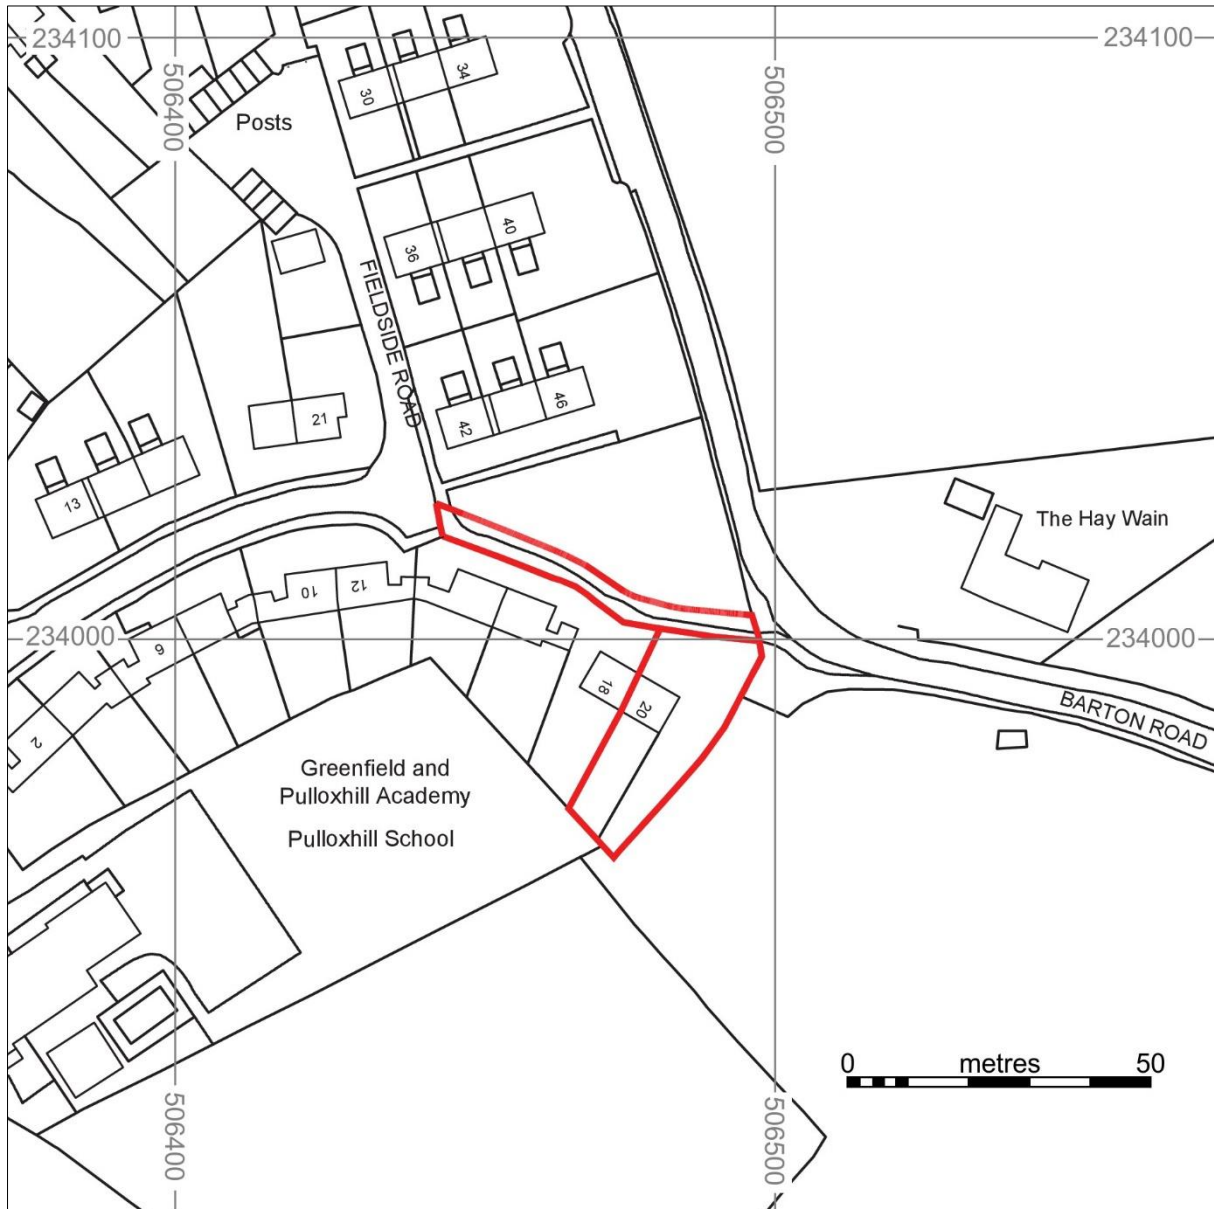 234100
234100
506400
506500
30
34
Posts
36
40
FIELDSIDE ROAD
21
42
46
13
The Hay Wain
10
12
6
234000
234000
18
20
2
BARTON ROAD
Greenfield and
Pulloxhill Academy
Pulloxhill School
0 metres 50
506400
506500